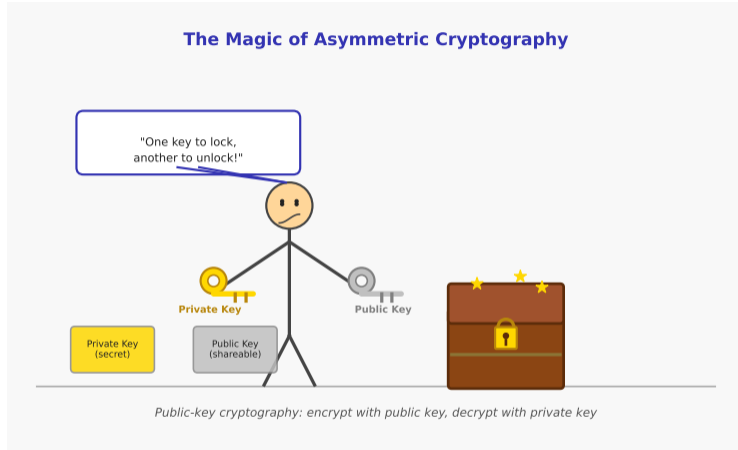 The Magic of Asymmetric Cryptography
"One key to lock,
another to unlock!"
Private Key
Public Key
Private Key
(secret)
Public Key
(shareable)
Public-key cryptography: encrypt with public key, decrypt with private key